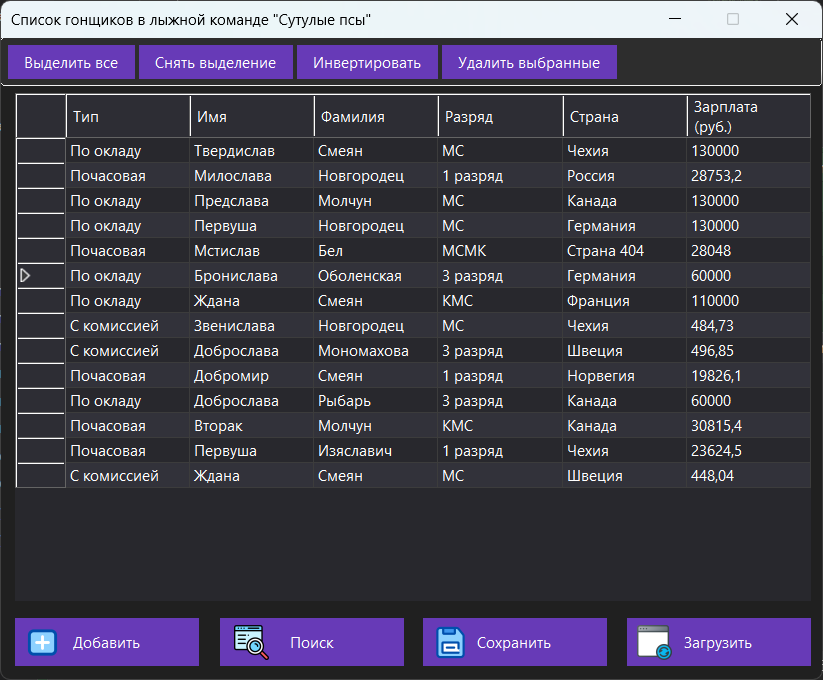 Список гонщиков в лыжной команде "Сутулые псы"
Выделить все Снять выделение Инвертировать Удалить выбранные
Тип Имя Фамилия Разряд Страна Зарплата (руб.)
По окладу Твердислав Смеян МС Чехия 130000
Почасовая Милослава Новгородец 1 разряд Россия 28753,2
По окладу Предслава Молчун МС Канада 130000
По окладу Первуша Новгородец МС Германия 130000
Почасовая Мстислав Бел МСМК Страна 404 28048
По окладу Бронислава Оболенская 3 разряд Германия 60000
По окладу Ждана Смеян КМС Франция 110000
С комиссией Звенислава Новгородец МС Чехия 484,73
С комиссией Доброслава Мономахова 3 разряд Швеция 496,85
Почасовая Добромир Смеян 1 разряд Норвегия 19826,1
По окладу Доброслава Рыбарь 3 разряд Канада 60000
Почасовая Вторак Молчун КМС Канада 30815,4
Почасовая Первуша Изяславич 1 разряд Чехия 23624,5
С комиссией Ждана Смеян МС Швеция 448,04
Добавить Поиск Сохранить Загрузить